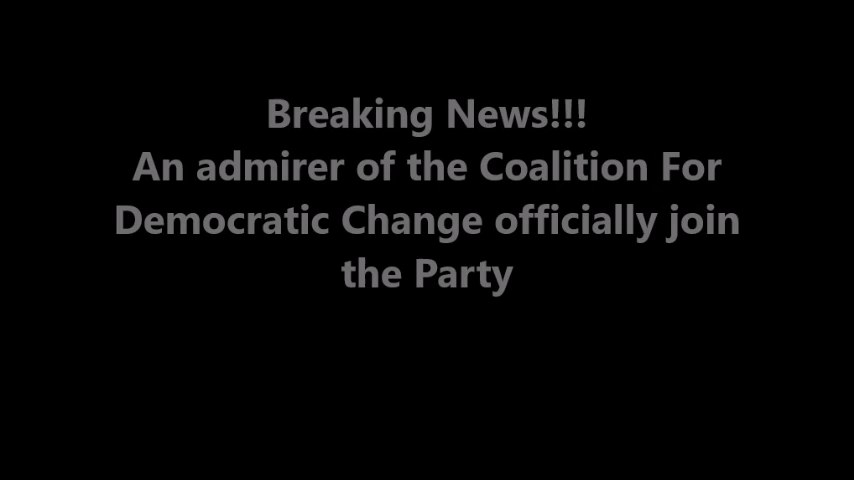 Breaking News!!!
An admirer of the Coalition For
Democratic Change officially join
the Party